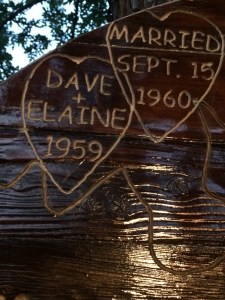 DAVE
+
ELAINE
1959
MARRIED
SEPT. 15
1960